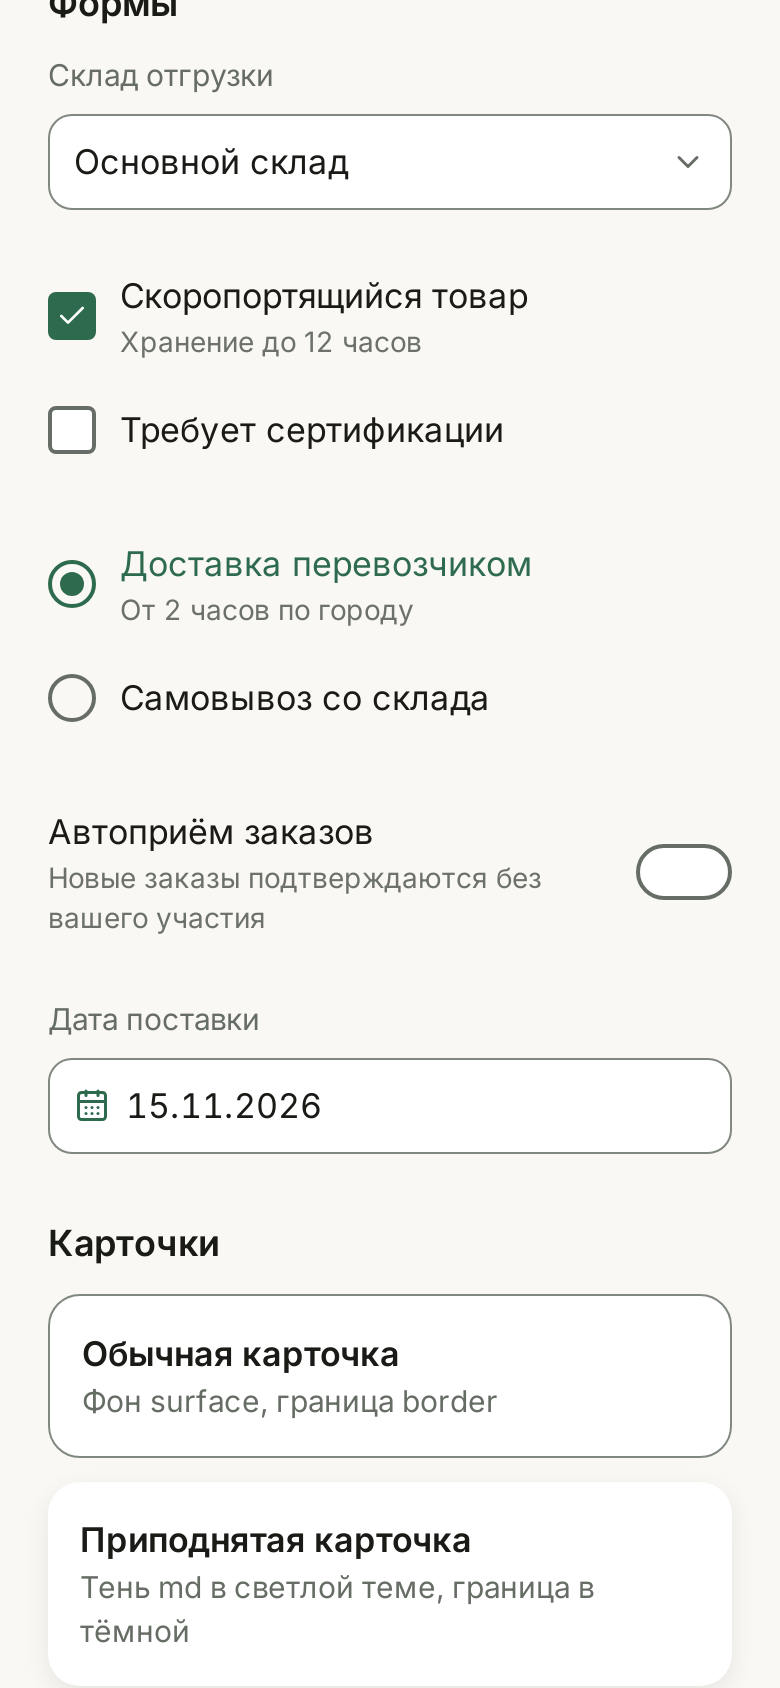 Формы
Склад отгрузки
Основной склад
Скоропортящийся товар
Хранение до 12 часов
Требует сертификации
Доставка перевозчиком
От 2 часов по городу
Самовывоз со склада
Автоприём заказов
Новые заказы подтверждаются без
вашего участия
Дата поставки
15.11.2026
Карточки
Обычная карточка
Фон surface, граница border
Приподнятая карточка
Тень md в светлой теме, граница в
тёмной